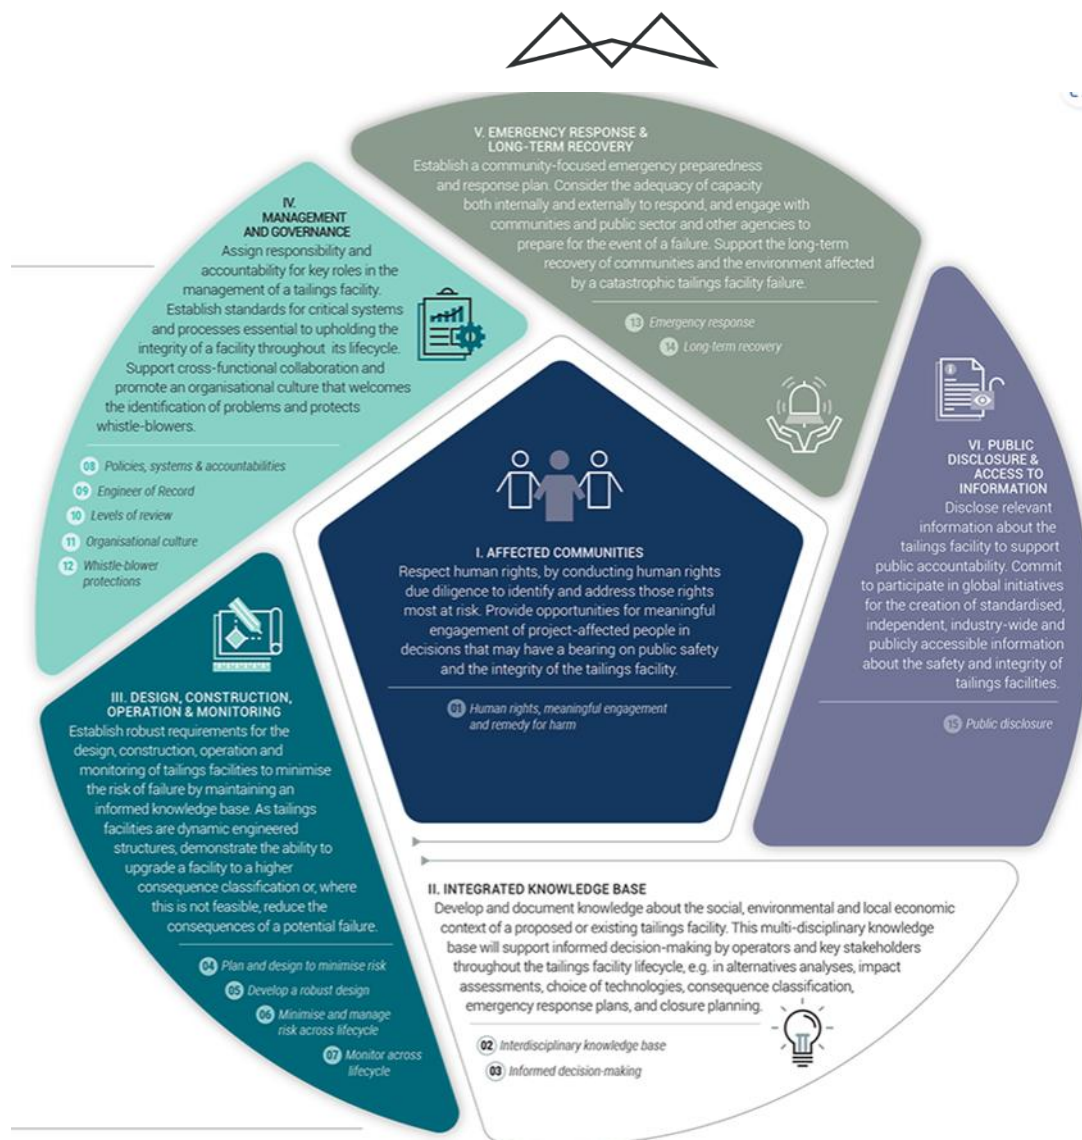 V. EMERGENCY RESPONSE &
LONG-TERM RECOVERY
Establish a community-focused emergency preparedness
and response plan. Consider the adequacy of capacity
both internally and externally to respond, and engage with
communities and public sector and other agencies to
prepare for the event of a failure. Support the long-term
recovery of communities and the environment affected
by a catastrophic tailings facility failure.
13 Emergency response
14 Long-term recovery
IV.
MANAGEMENT
AND GOVERNANCE
Assign responsibility and
accountability for key roles in the
management of a tailings facility.
Establish standards for critical systems
and processes essential to upholding the
integrity of a facility throughout its lifecycle.
Support cross-functional collaboration and
promote an organisational culture that welcomes
the identification of problems and protects
whistle-blowers.
08 Policies, systems & accountabilities
09 Engineer of Record
10 Levels of review
11 Organisational culture
12 Whistle-blower
protections
VI. PUBLIC
DISCLOSURE &
ACCESS TO
INFORMATION
Disclose relevant
information about the
tailings facility to support
public accountability. Commit
to participate in global initiatives
for the creation of standardised,
independent, industry-wide and
publicly accessible information
about the safety and integrity of
tailings facilities.
15 Public disclosure
I. AFFECTED COMMUNITIES
Respect human rights, by conducting human rights
due diligence to identify and address those rights
most at risk. Provide opportunities for meaningful
engagement of project-affected people in
decisions that may have a bearing on public safety
and the integrity of the tailings facility.
01 Human rights, meaningful engagement
and remedy for harm
III. DESIGN, CONSTRUCTION,
OPERATION & MONITORING
Establish robust requirements for the
design, construction, operation and
monitoring of tailings facilities to minimise
the risk of failure by maintaining an
informed knowledge base. As tailings
facilities are dynamic engineered
structures, demonstrate the ability to
upgrade a facility to a higher
consequence classification or, where
this is not feasible, reduce the
consequences of a potential failure.
04 Plan and design to minimise risk
05 Develop a robust design
06 Minimise and manage
risk across lifecycle
07 Monitor across
lifecycle
II. INTEGRATED KNOWLEDGE BASE
Develop and document knowledge about the social, environmental and local economic
context of a proposed or existing tailings facility. This multi-disciplinary knowledge
base will support informed decision-making by operators and key stakeholders
throughout the tailings facility lifecycle, e.g. in alternatives analyses, impact
assessments, choice of technologies, consequence classification,
emergency response plans, and closure planning.
02 Interdisciplinary knowledge base
03 Informed decision-making